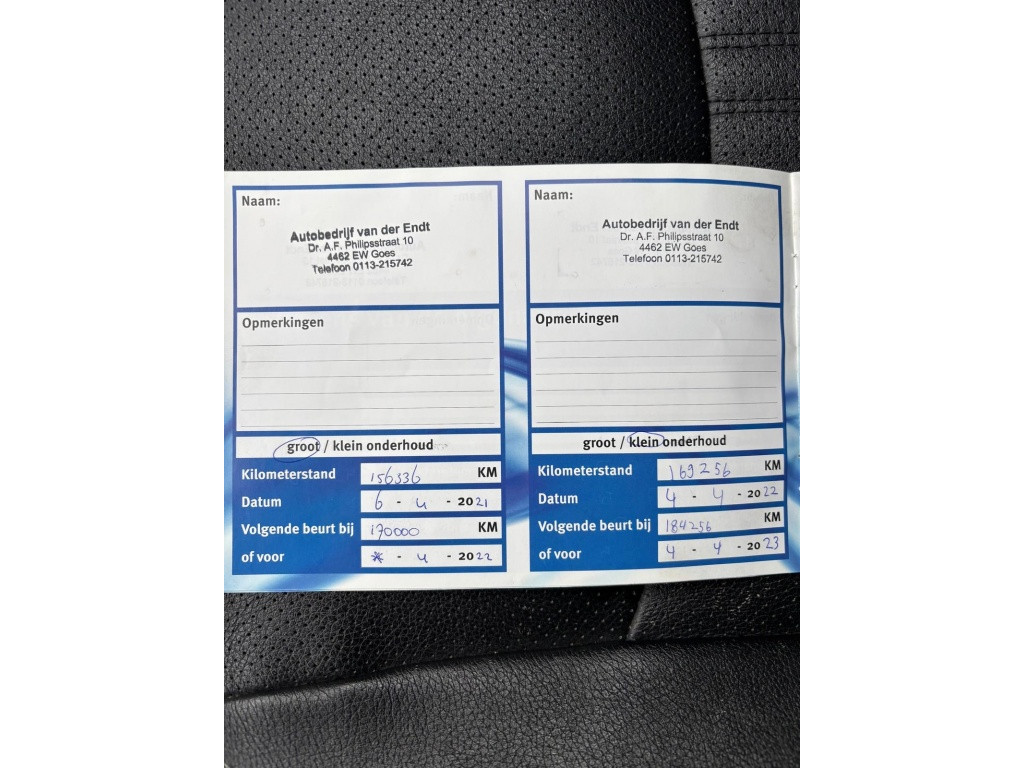 Naam:
Autobedrijf van der Endt
Dr. A.F. Philipsstraat 10
4462 EW Goes
Telefoon 0113-215742
Opmerkingen
groot / klein onderhoud
Kilometerstand 156336 KM
Datum 6 - 4 - 2021
Volgende beurt bij 170000 KM
of voor * - 4 - 2022
Naam:
Autobedrijf van der Endt
Dr. A.F. Philipsstraat 10
4462 EW Goes
Telefoon 0113-215742
Opmerkingen
groot / klein onderhoud
Kilometerstand 169256 KM
Datum 4 - 4 - 2022
Volgende beurt bij 184256 KM
of voor 4 - 4 - 2023